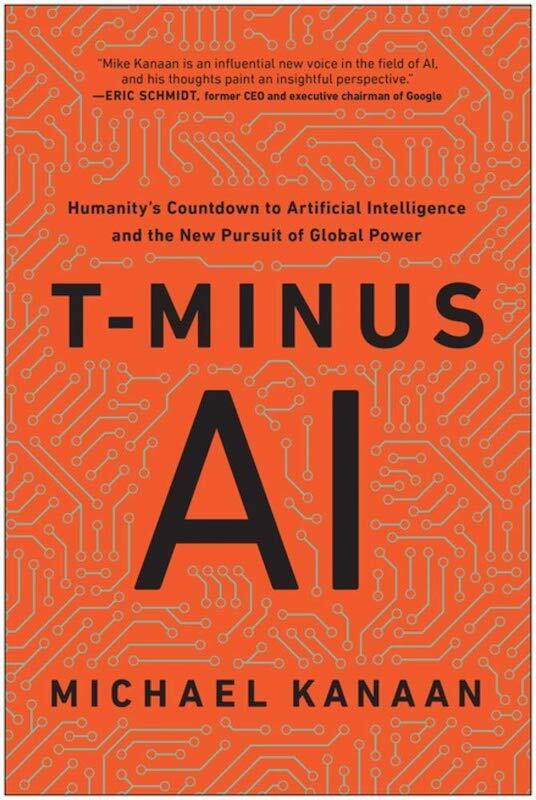 “Mike Kanaan is an influential new voice in the field of AI,
and his thoughts paint an insightful perspective.”
—ERIC SCHMIDT, former CEO and executive chairman of Google
Humanity’s Countdown to Artificial Intelligence
and the New Pursuit of Global Power
T-MINUS
AI
MICHAEL KANAAN